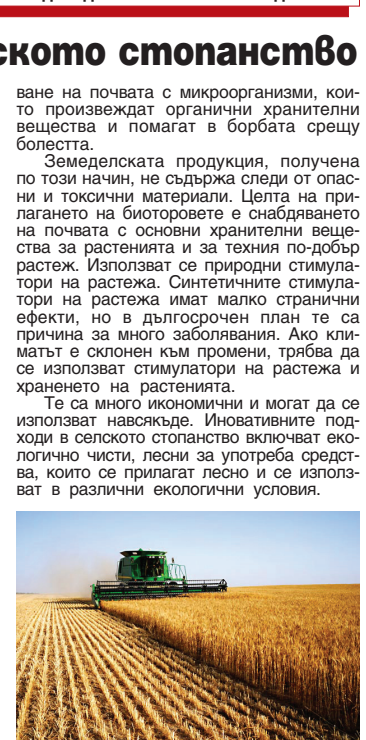 ското стопанство
ване на почвата с микроорганизми, кои-
то произвеждат органични хранителни
вещества и помагат в борбата срещу
болестта.
Земеделската продукция, получена
по този начин, не съдържа следи от опас-
ни и токсични материали. Целта на при-
лагането на биоторовете е снабдяването
на почвата с основни хранителни веще-
ства за растенията и за техния по-добър
растеж. Използват се природни стимула-
тори на растежа. Синтетичните стимула-
тори на растежа имат малко странични
ефекти, но в дългосрочен план те са
причина за много заболявания. Ако кли-
матът е склонен към промени, трябва да
се използват стимулатори на растежа и
храненето на растенията.
Те са много икономични и могат да се
използват навсякъде. Иновативните под-
ходи в селското стопанство включват еко-
логично чисти, лесни за употреба средст-
ва, които се прилагат лесно и се използ-
ват в различни екологични условия.